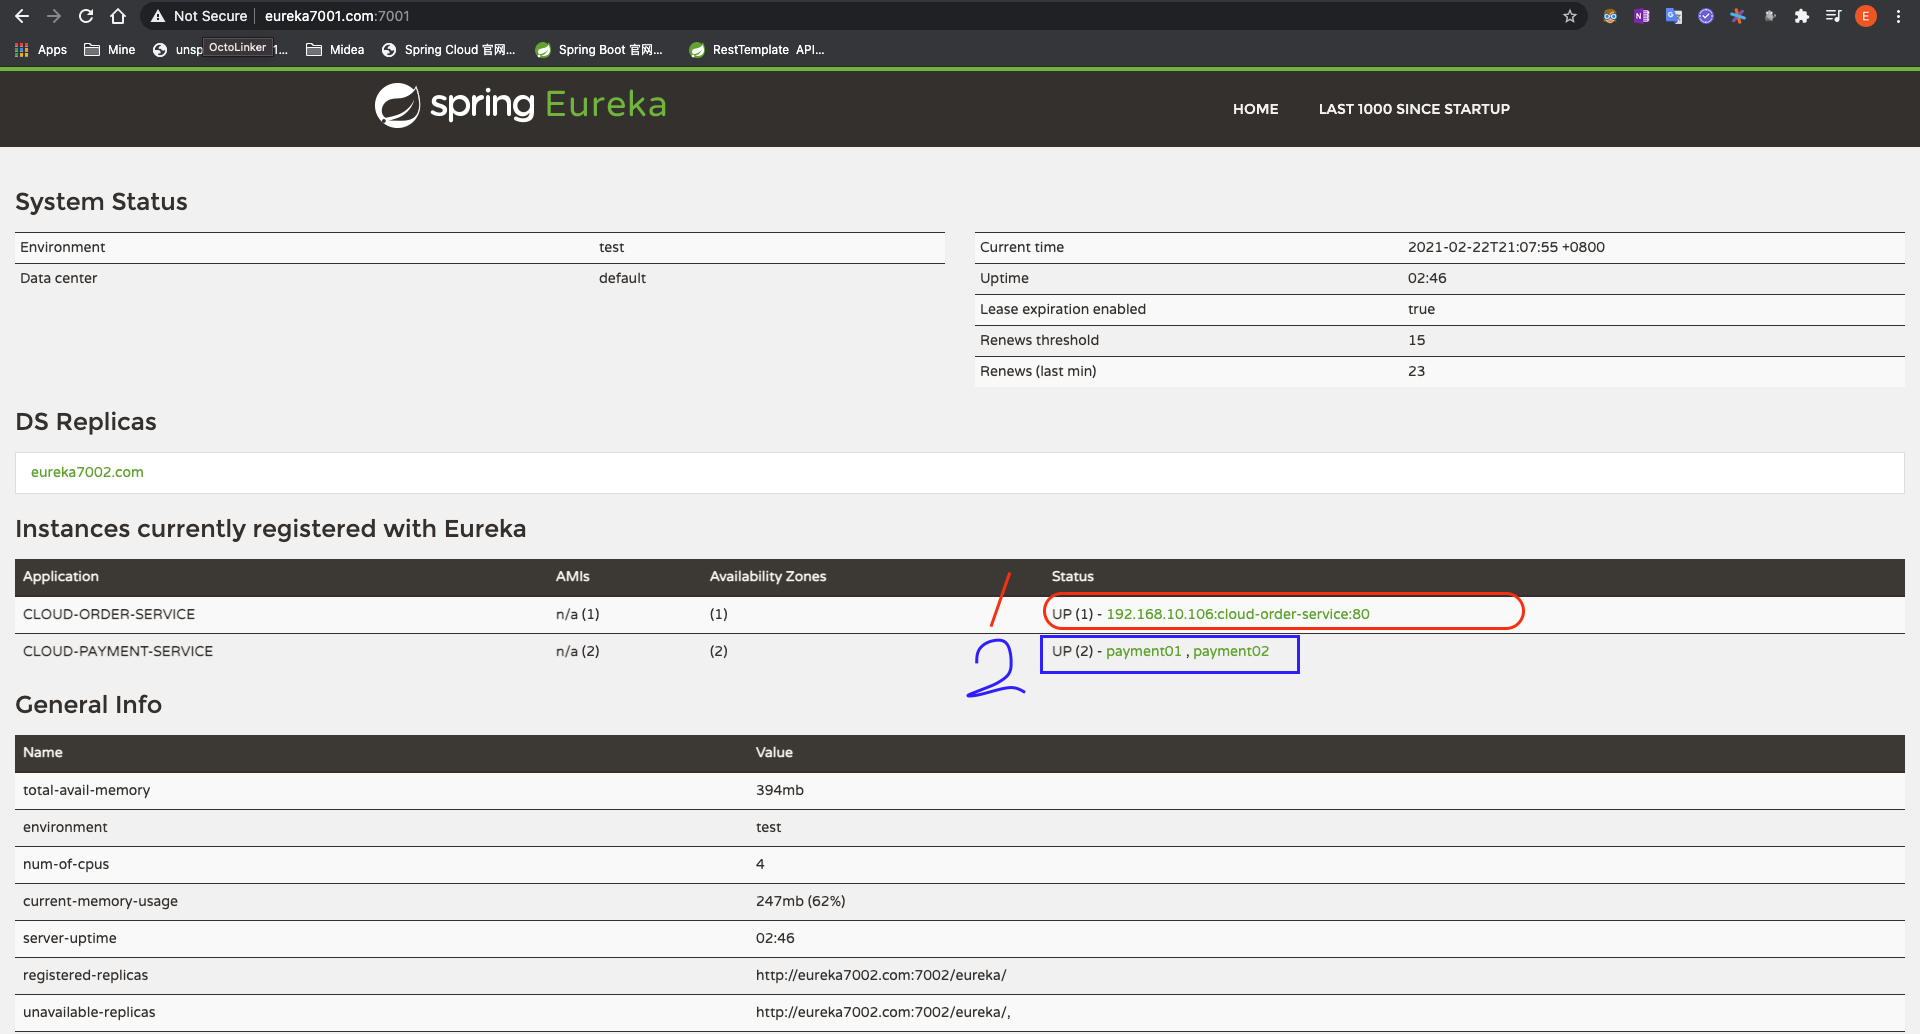 Not Secure | eureka7001.com:7001
Apps Mine unsp 1... Midea Spring Cloud 官网... Spring Boot 官网... RestTemplate API...
OctoLinker
E
spring Eureka HOME LAST 1000 SINCE STARTUP
System Status
Environment test
Data center default
Current time 2021-02-22T21:07:55 +0800
Uptime 02:46
Lease expiration enabled true
Renews threshold 15
Renews (last min) 23
DS Replicas
eureka7002.com
Instances currently registered with Eureka
Application AMIs Availability Zones Status
CLOUD-ORDER-SERVICE n/a (1) (1) 1 UP (1) - 192.168.10.106:cloud-order-service:80
CLOUD-PAYMENT-SERVICE n/a (2) (2) 2 UP (2) - payment01 , payment02
General Info
Name Value
total-avail-memory 394mb
environment test
num-of-cpus 4
current-memory-usage 247mb (62%)
server-uptime 02:46
registered-replicas http://eureka7002.com:7002/eureka/
unavailable-replicas http://eureka7002.com:7002/eureka/,